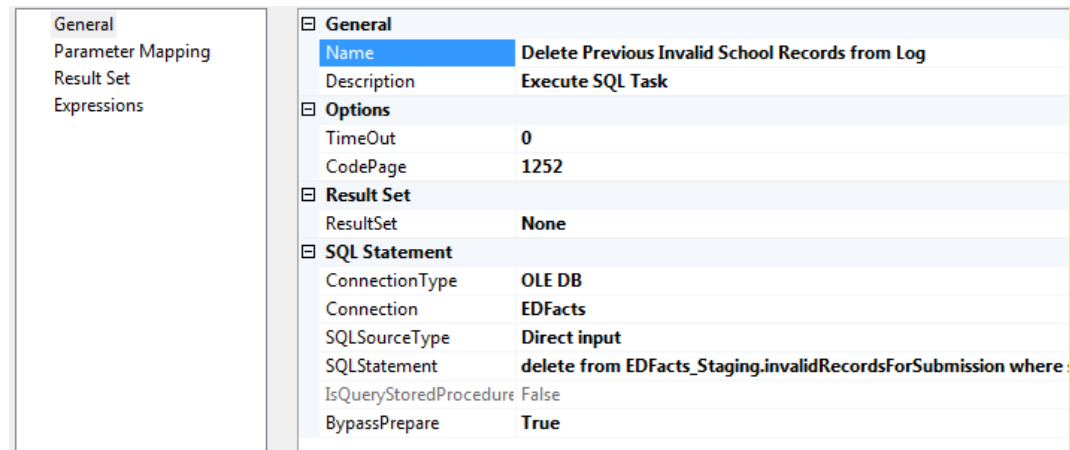 General
Parameter Mapping
Result Set
Expressions
General
Name Delete Previous Invalid School Records from Log
Description Execute SQL Task
Options
TimeOut 0
CodePage 1252
Result Set
ResultSet None
SQL Statement
ConnectionType OLE DB
Connection EDFacts
SQLSourceType Direct input
SQLStatement delete from EDFacts_Staging.invalidRecordsForSubmission where
IsQueryStoredProcedure False
BypassPrepare True